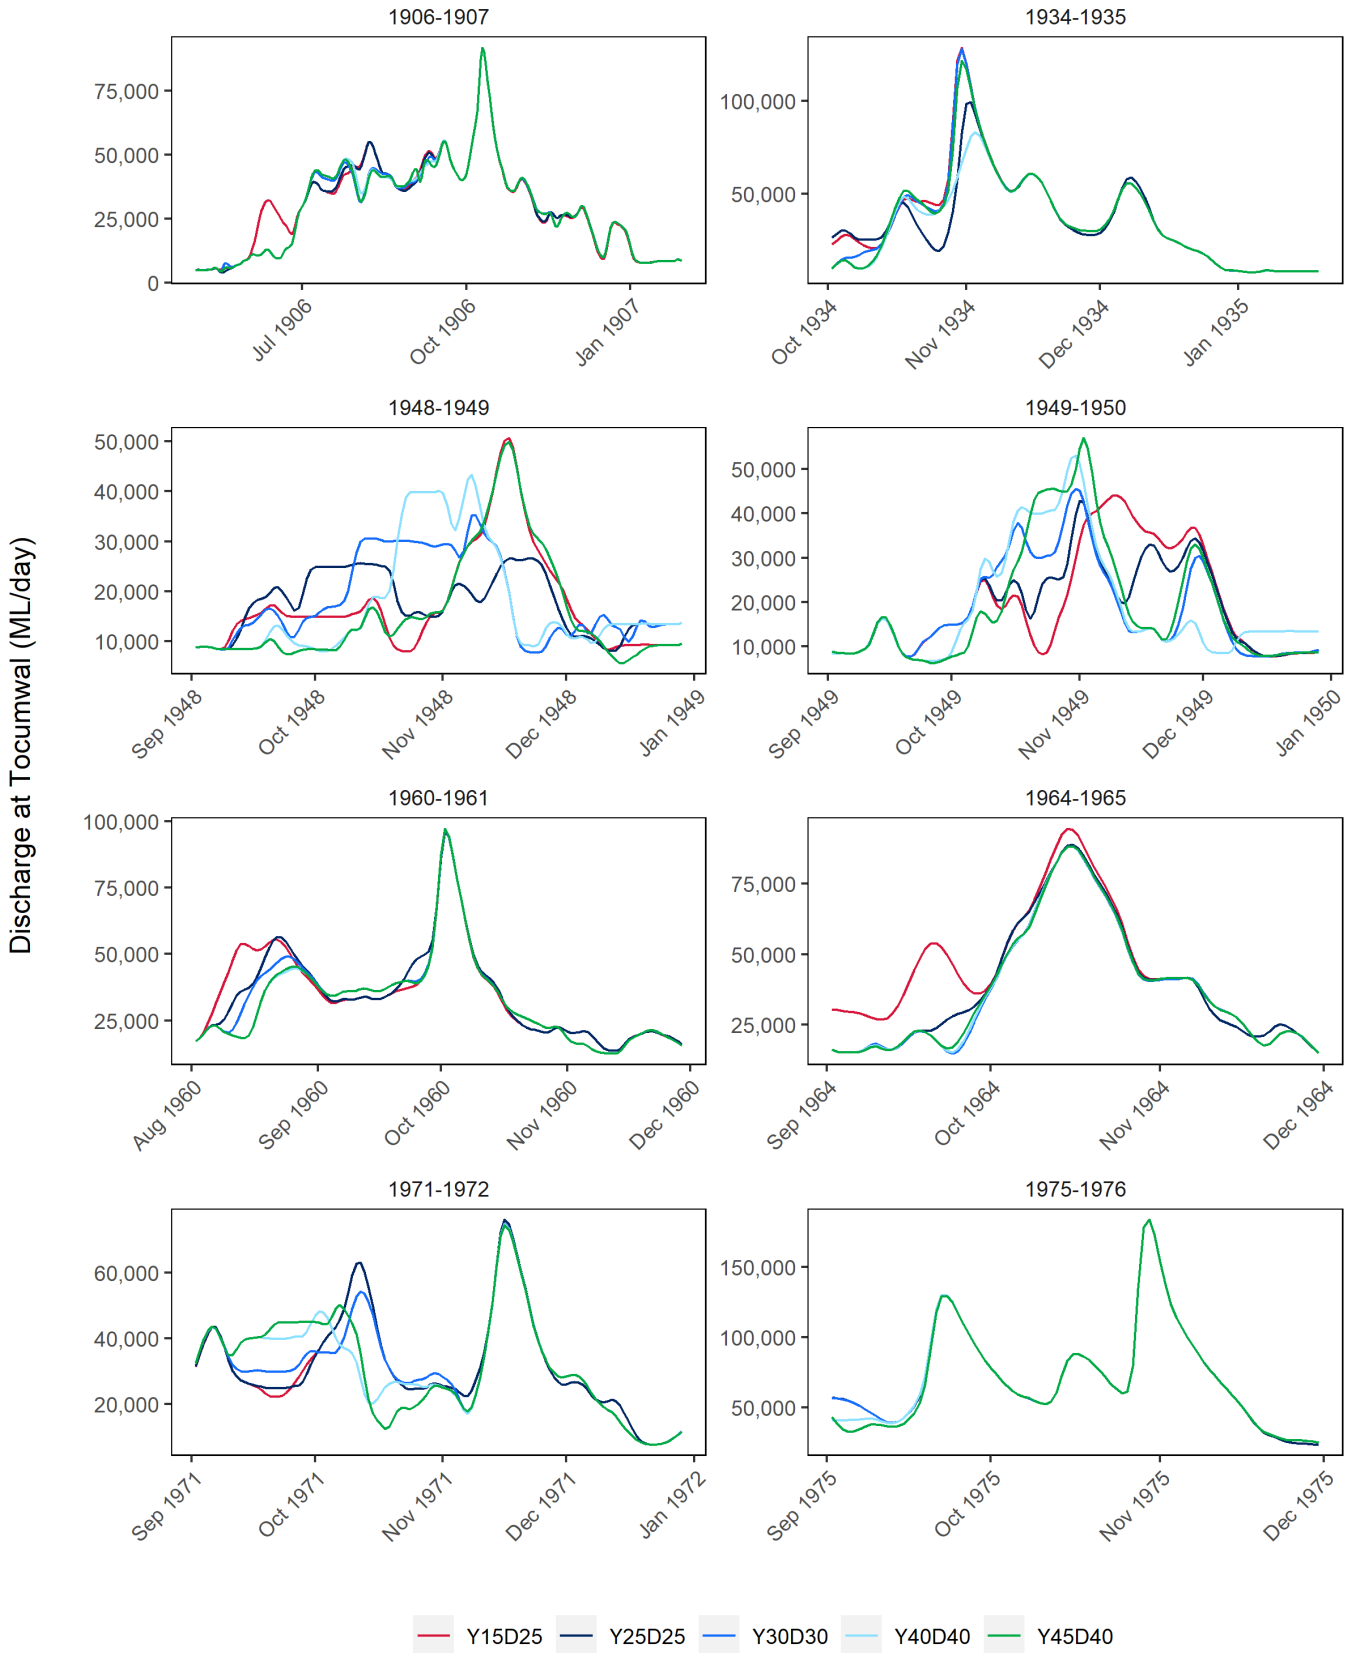 1906-1907
1934-1935
75,000
50,000
25,000
0
100,000
50,000
Jul 1906
Oct 1906
Jan 1907
Oct 1934
Nov 1934
Dec 1934
Jan 1935
1948-1949
1949-1950
50,000
40,000
30,000
20,000
10,000
50,000
40,000
30,000
20,000
10,000
Sep 1948
Oct 1948
Nov 1948
Dec 1948
Jan 1949
Sep 1949
Oct 1949
Nov 1949
Dec 1949
Jan 1950
Discharge at Tocumwal (ML/day)
1960-1961
1964-1965
100,000
75,000
50,000
25,000
75,000
50,000
25,000
Aug 1960
Sep 1960
Oct 1960
Nov 1960
Dec 1960
Sep 1964
Oct 1964
Nov 1964
Dec 1964
1971-1972
1975-1976
60,000
40,000
20,000
150,000
100,000
50,000
Sep 1971
Oct 1971
Nov 1971
Dec 1971
Jan 1972
Sep 1975
Oct 1975
Nov 1975
Dec 1975
Y15D25 Y25D25 Y30D30 Y40D40 Y45D40